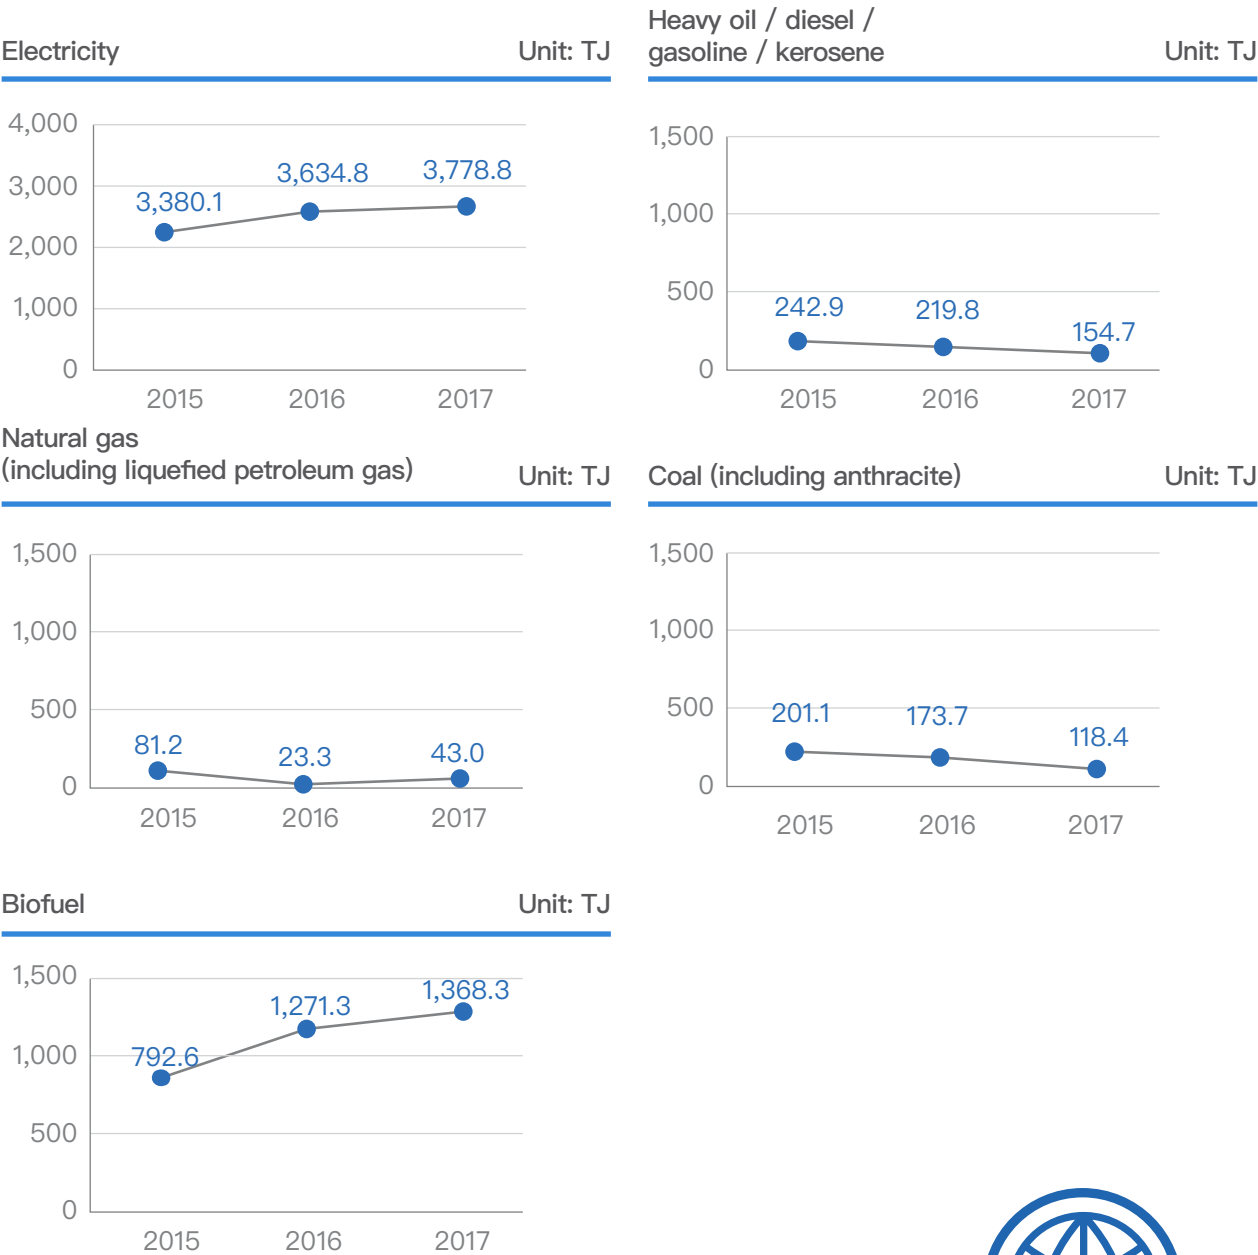 Electricity Unit: TJ
4,000
3,000
2,000
1,000
0
3,380.1 3,634.8 3,778.8
2015 2016 2017
Heavy oil / diesel /
gasoline / kerosene Unit: TJ
1,500
1,000
500
0
242.9 219.8 154.7
2015 2016 2017
Natural gas
(including liquefied petroleum gas) Unit: TJ
1,500
1,000
500
0
81.2 23.3 43.0
2015 2016 2017
Coal (including anthracite) Unit: TJ
1,500
1,000
500
0
201.1 173.7 118.4
2015 2016 2017
Biofuel Unit: TJ
1,500
1,000
500
0
792.6 1,271.3 1,368.3
2015 2016 2017